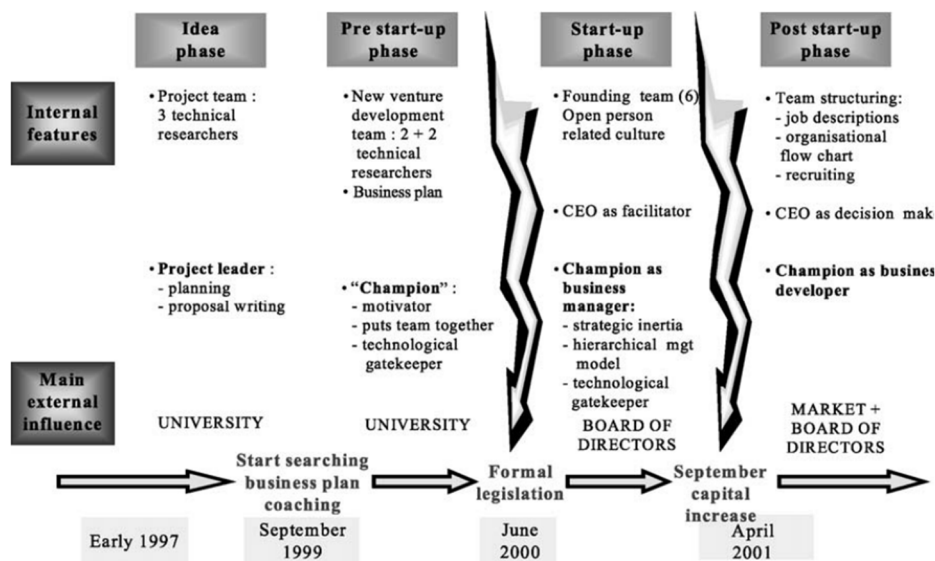 Idea
phase
Pre start-up
phase
Start-up
phase
Post start-up
phase
Internal
features
• Project team :
3 technical
researchers
• New venture
development
team : 2 + 2
technical
researchers
• Business plan
• Founding team (6)
Open person
related culture
• Team structuring:
- job descriptions
- organisational
flow chart
- recruiting
• CEO as facilitator
• CEO as decision mak
• Project leader :
- planning
- proposal writing
• “Champion” :
- motivator
- puts team together
- technological
gatekeeper
• Champion as
business
manager:
- strategic inertia
- hierarchical mgt
model
- technological
gatekeeper
• Champion as busines
developer
Main
external
influence
UNIVERSITY
UNIVERSITY
BOARD OF
DIRECTORS
MARKET +
BOARD OF
DIRECTORS
Start searching
business plan
coaching
Formal
legislation
September
capital
increase
Early 1997
September
1999
June
2000
April
2001